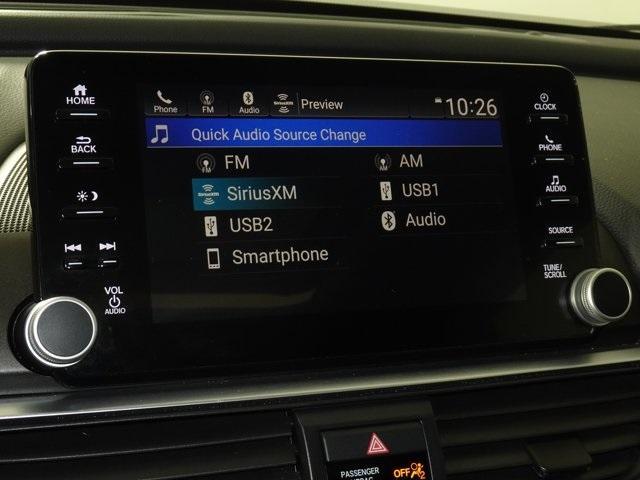 HOME
BACK
VOL
AUDIO
Phone
FM
Audio
SiriusXM
Preview
10:26
Quick Audio Source Change
FM
AM
SiriusXM
USB1
USB2
Audio
Smartphone
CLOCK
PHONE
AUDIO
SOURCE
TUNE/
SCROLL
PASSENGER
OFF